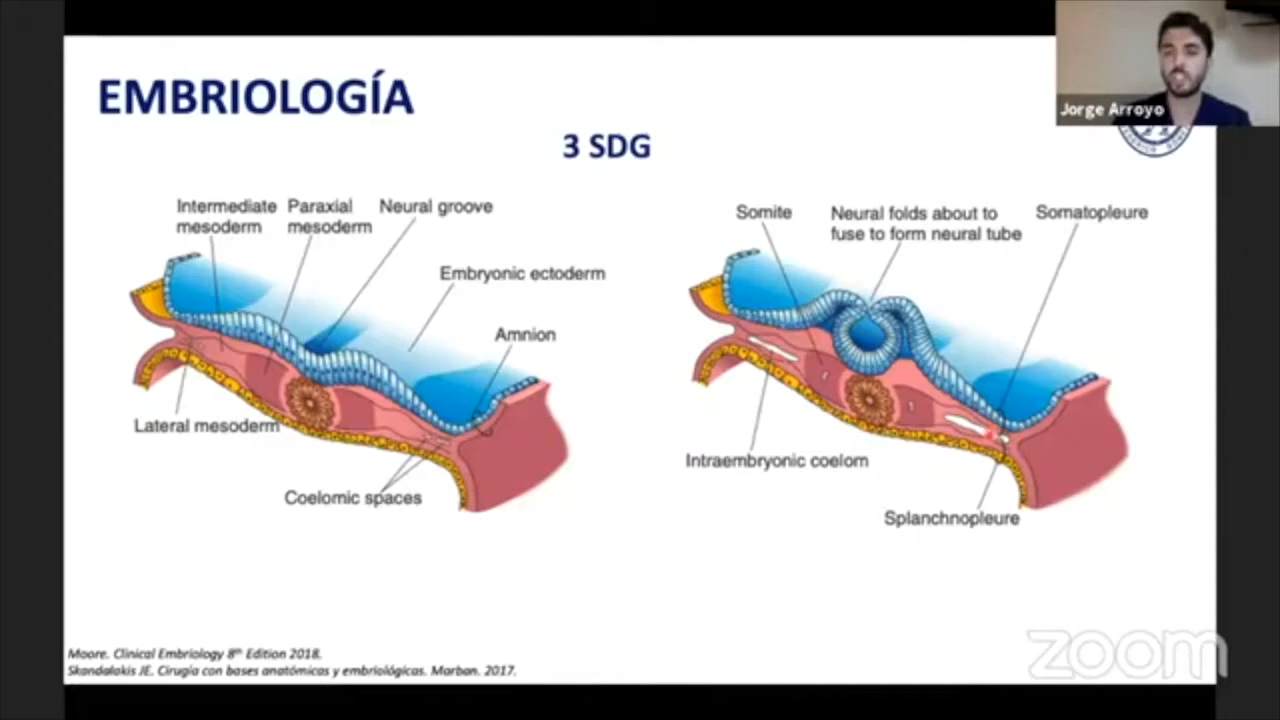 EMBRIOLOGÍA
3 SDG
Jorge Arroyo
Intermediate
mesoderm
Paraxial
mesoderm
Neural groove
Embryonic ectoderm
Amnion
Lateral mesoderm
Coelomic spaces
Somite
Neural folds about to
fuse to form neural tube
Somatopleure
Intraembryonic coelom
Splanchnopleure
Moore. Clinical Embriology 8th Edition 2018.
Skandalakis JE. Cirugía con bases anatómicas y embriológicas. Marban. 2017.
zoom